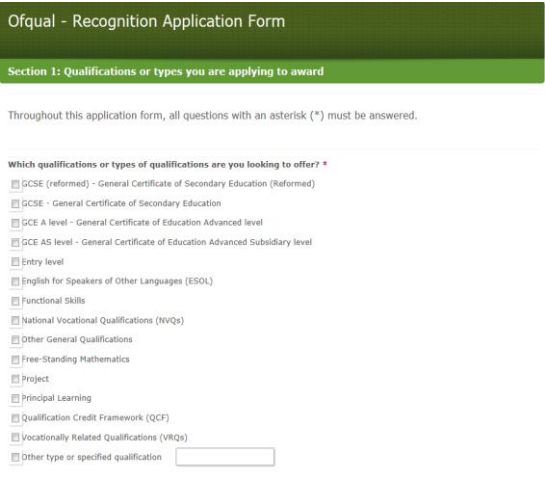 Ofqual - Recognition Application Form
Section 1: Qualifications or types you are applying to award
Throughout this application form, all questions with an asterisk (*) must be answered.
Which qualifications or types of qualifications are you looking to offer? *
GCSE (reformed) - General Certificate of Secondary Education (Reformed)
GCSE - General Certificate of Secondary Education
GCE A level - General Certificate of Education Advanced level
GCE AS level - General Certificate of Education Advanced Subsidiary level
Entry level
English for Speakers of Other Languages (ESOL)
Functional Skills
National Vocational Qualifications (NVQs)
Other General Qualifications
Free-Standing Mathematics
Project
Principal Learning
Qualification Credit Framework (QCF)
Vocationally Related Qualifications (VRQs)
Other type or specified qualification